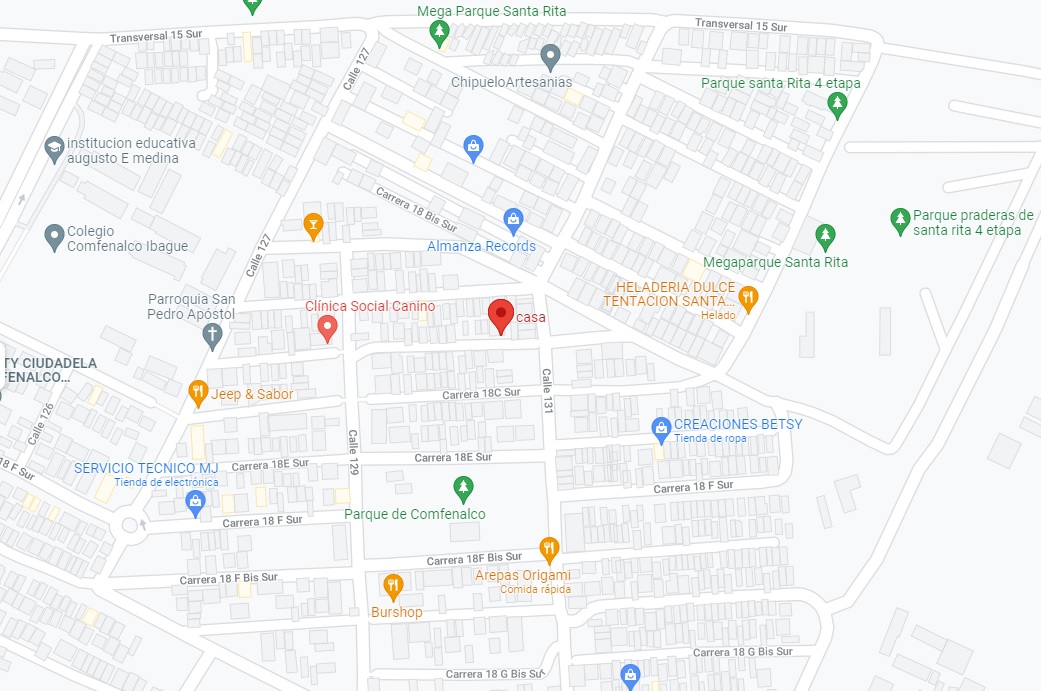 Mega Parque Santa Rita
Transversal 15 Sur
Transversal 15 Sur
Calle 127
ChipueloArtesanias
Parque santa Rita 4 etapa
institucion educativa
augusto E medina
Carrera 18 Bis Sur
Parque praderas de
santa rita 4 etapa
Colegio
Comfenalco Ibague
Almanza Records
Calle 127
Megaparque Santa Rita
HELADERIA DULCE
TENTACION SANTA...
Helado
Parroquia San
Pedro Apóstol
Clínica Social Canino
casa
TY CIUDADELA
FENALCO...
Jeep & Sabor
Carrera 18C Sur
Calle 131
Calle 126
CREACIONES BETSY
Tienda de ropa
Calle 129
Carrera 18E Sur
Carrera 18E Sur
18 F Sur
SERVICIO TECNICO MJ
Tienda de electrónica
Carrera 18 F Sur
Parque de Comfenalco
Carrera 18 F Sur
Carrera 18F Bis Sur
Arepas Origami
Comida rápida
Carrera 18 F Bis Sur
Burshop
Carrera 18 G Bis Sur
Carrera 18 G Bis Sur